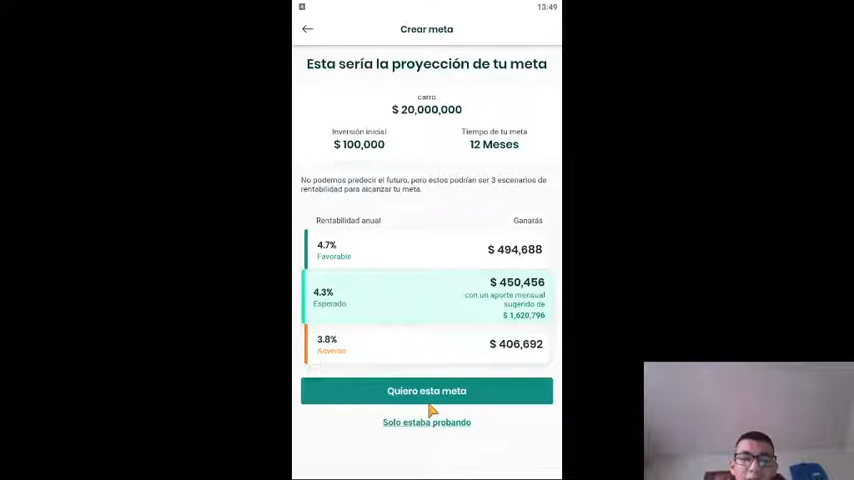 13:49
Crear meta
Esta sería la proyección de tu meta
carro
$ 20,000,000
Inversión inicial
Tiempo de tu meta
$ 100,000
12 Meses
No podemos predecir el futuro, pero estos podrían ser 3 escenarios de
rentabilidad para alcanzar tu meta.
Rentabilidad anual
Ganarás
4.7%
Favorable
$ 494,688
4.3%
Esperado
$ 450,456
con un aporte mensual
sugerido de
$ 1,620,796
3.8%
Adverso
$ 406,692
Quiero esta meta
Solo estaba probando